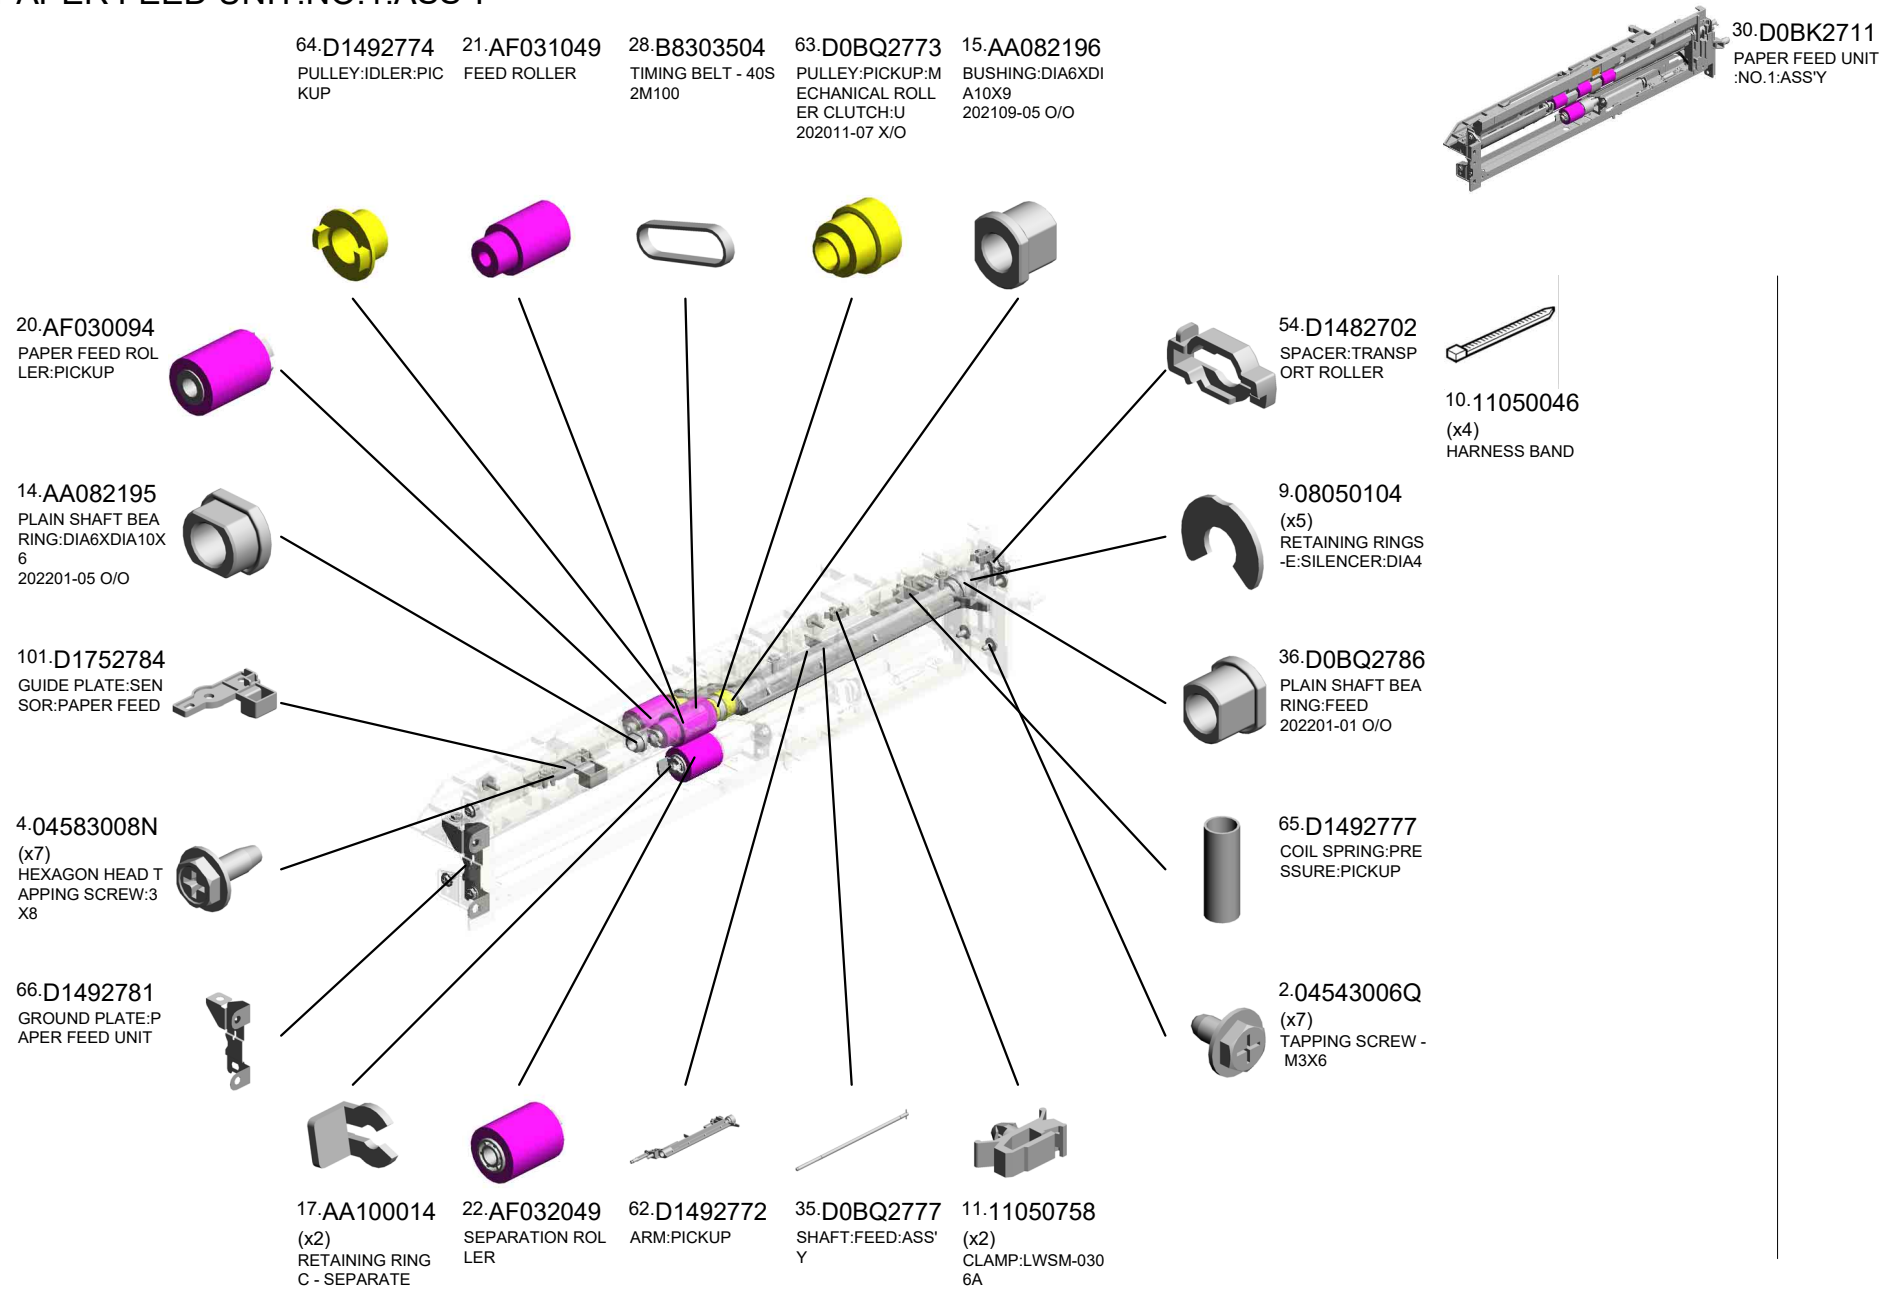 APER FEED UNIT:NO.1:ASS'Y
64.D1492774
PULLEY:IDLER:PIC
KUP
21.AF031049
FEED ROLLER
28.B8303504
TIMING BELT - 40S
2M100
63.D0BQ2773
PULLEY:PICKUP:M
ECHANICAL ROLL
ER CLUTCH:U
202011-07 X/O
15.AA082196
BUSHING:DIA6XDI
A10X9
202109-05 O/O
30.D0BK2711
PAPER FEED UNIT
:NO.1:ASS'Y
20.AF030094
PAPER FEED ROL
LER:PICKUP
54.D1482702
SPACER:TRANSP
ORT ROLLER
10.11050046
(x4)
HARNESS BAND
14.AA082195
PLAIN SHAFT BEA
RING:DIA6XDIA10X
6
202201-05 O/O
9.08050104
(x5)
RETAINING RINGS
-E:SILENCER:DIA4
101.D1752784
GUIDE PLATE:SEN
SOR:PAPER FEED
36.D0BQ2786
PLAIN SHAFT BEA
RING:FEED
202201-01 O/O
4.04583008N
(x7)
HEXAGON HEAD T
APPING SCREW:3
X8
65.D1492777
COIL SPRING:PRE
SSURE:PICKUP
66.D1492781
GROUND PLATE:P
APER FEED UNIT
2.04543006Q
(x7)
TAPPING SCREW -
M3X6
17.AA100014
(x2)
RETAINING RING
C - SEPARATE
22.AF032049
SEPARATION ROL
LER
62.D1492772
ARM:PICKUP
35.D0BQ2777
SHAFT:FEED:ASS'
Y
11.11050758
(x2)
CLAMP:LWSM-030
6A